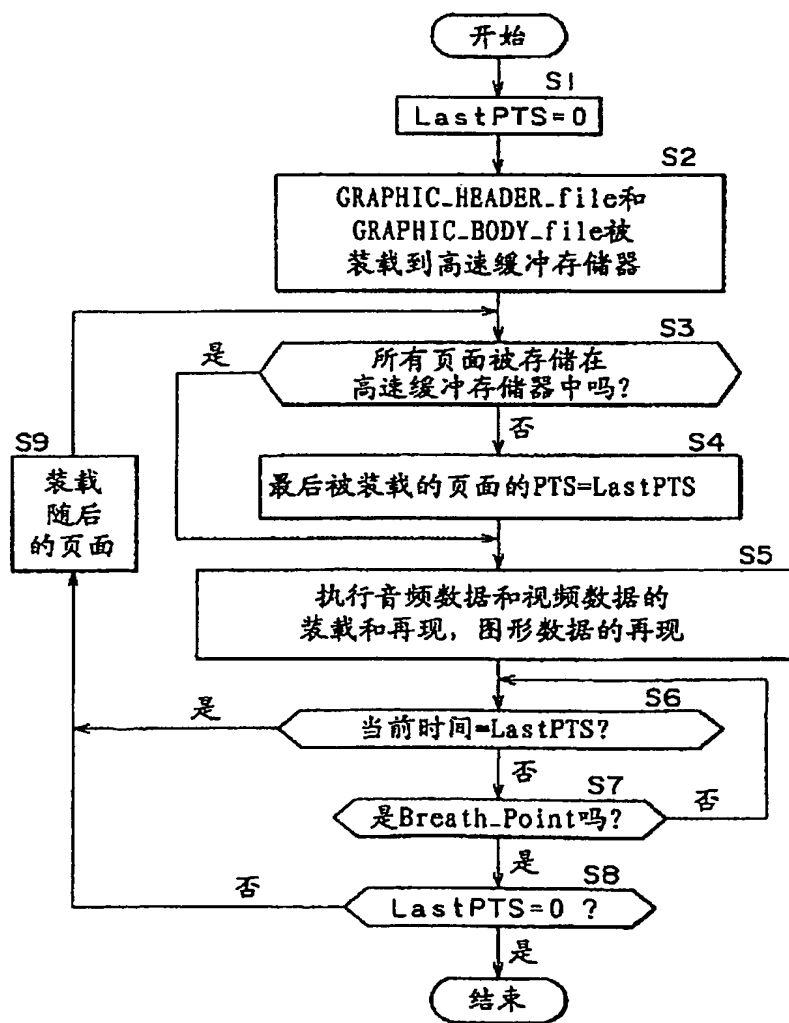 开始
S1
LastPTS=0
S2
GRAPHIC_HEADER_file和
GRAPHIC_BODY_file被
装载到高速缓冲存储器
S3
是
所有页面被存储在
高速缓冲存储器中吗?
否
S9
装载
随后
的页面
S4
最后被装载的页面的PTS=LastPTS
S5
执行音频数据和视频数据的
装载和再现, 图形数据的再现
S6
是
当前时间=LastPTS?
否
S7
是Breath_Point吗?
否
是
S8
否
LastPTS=0 ?
是
结束